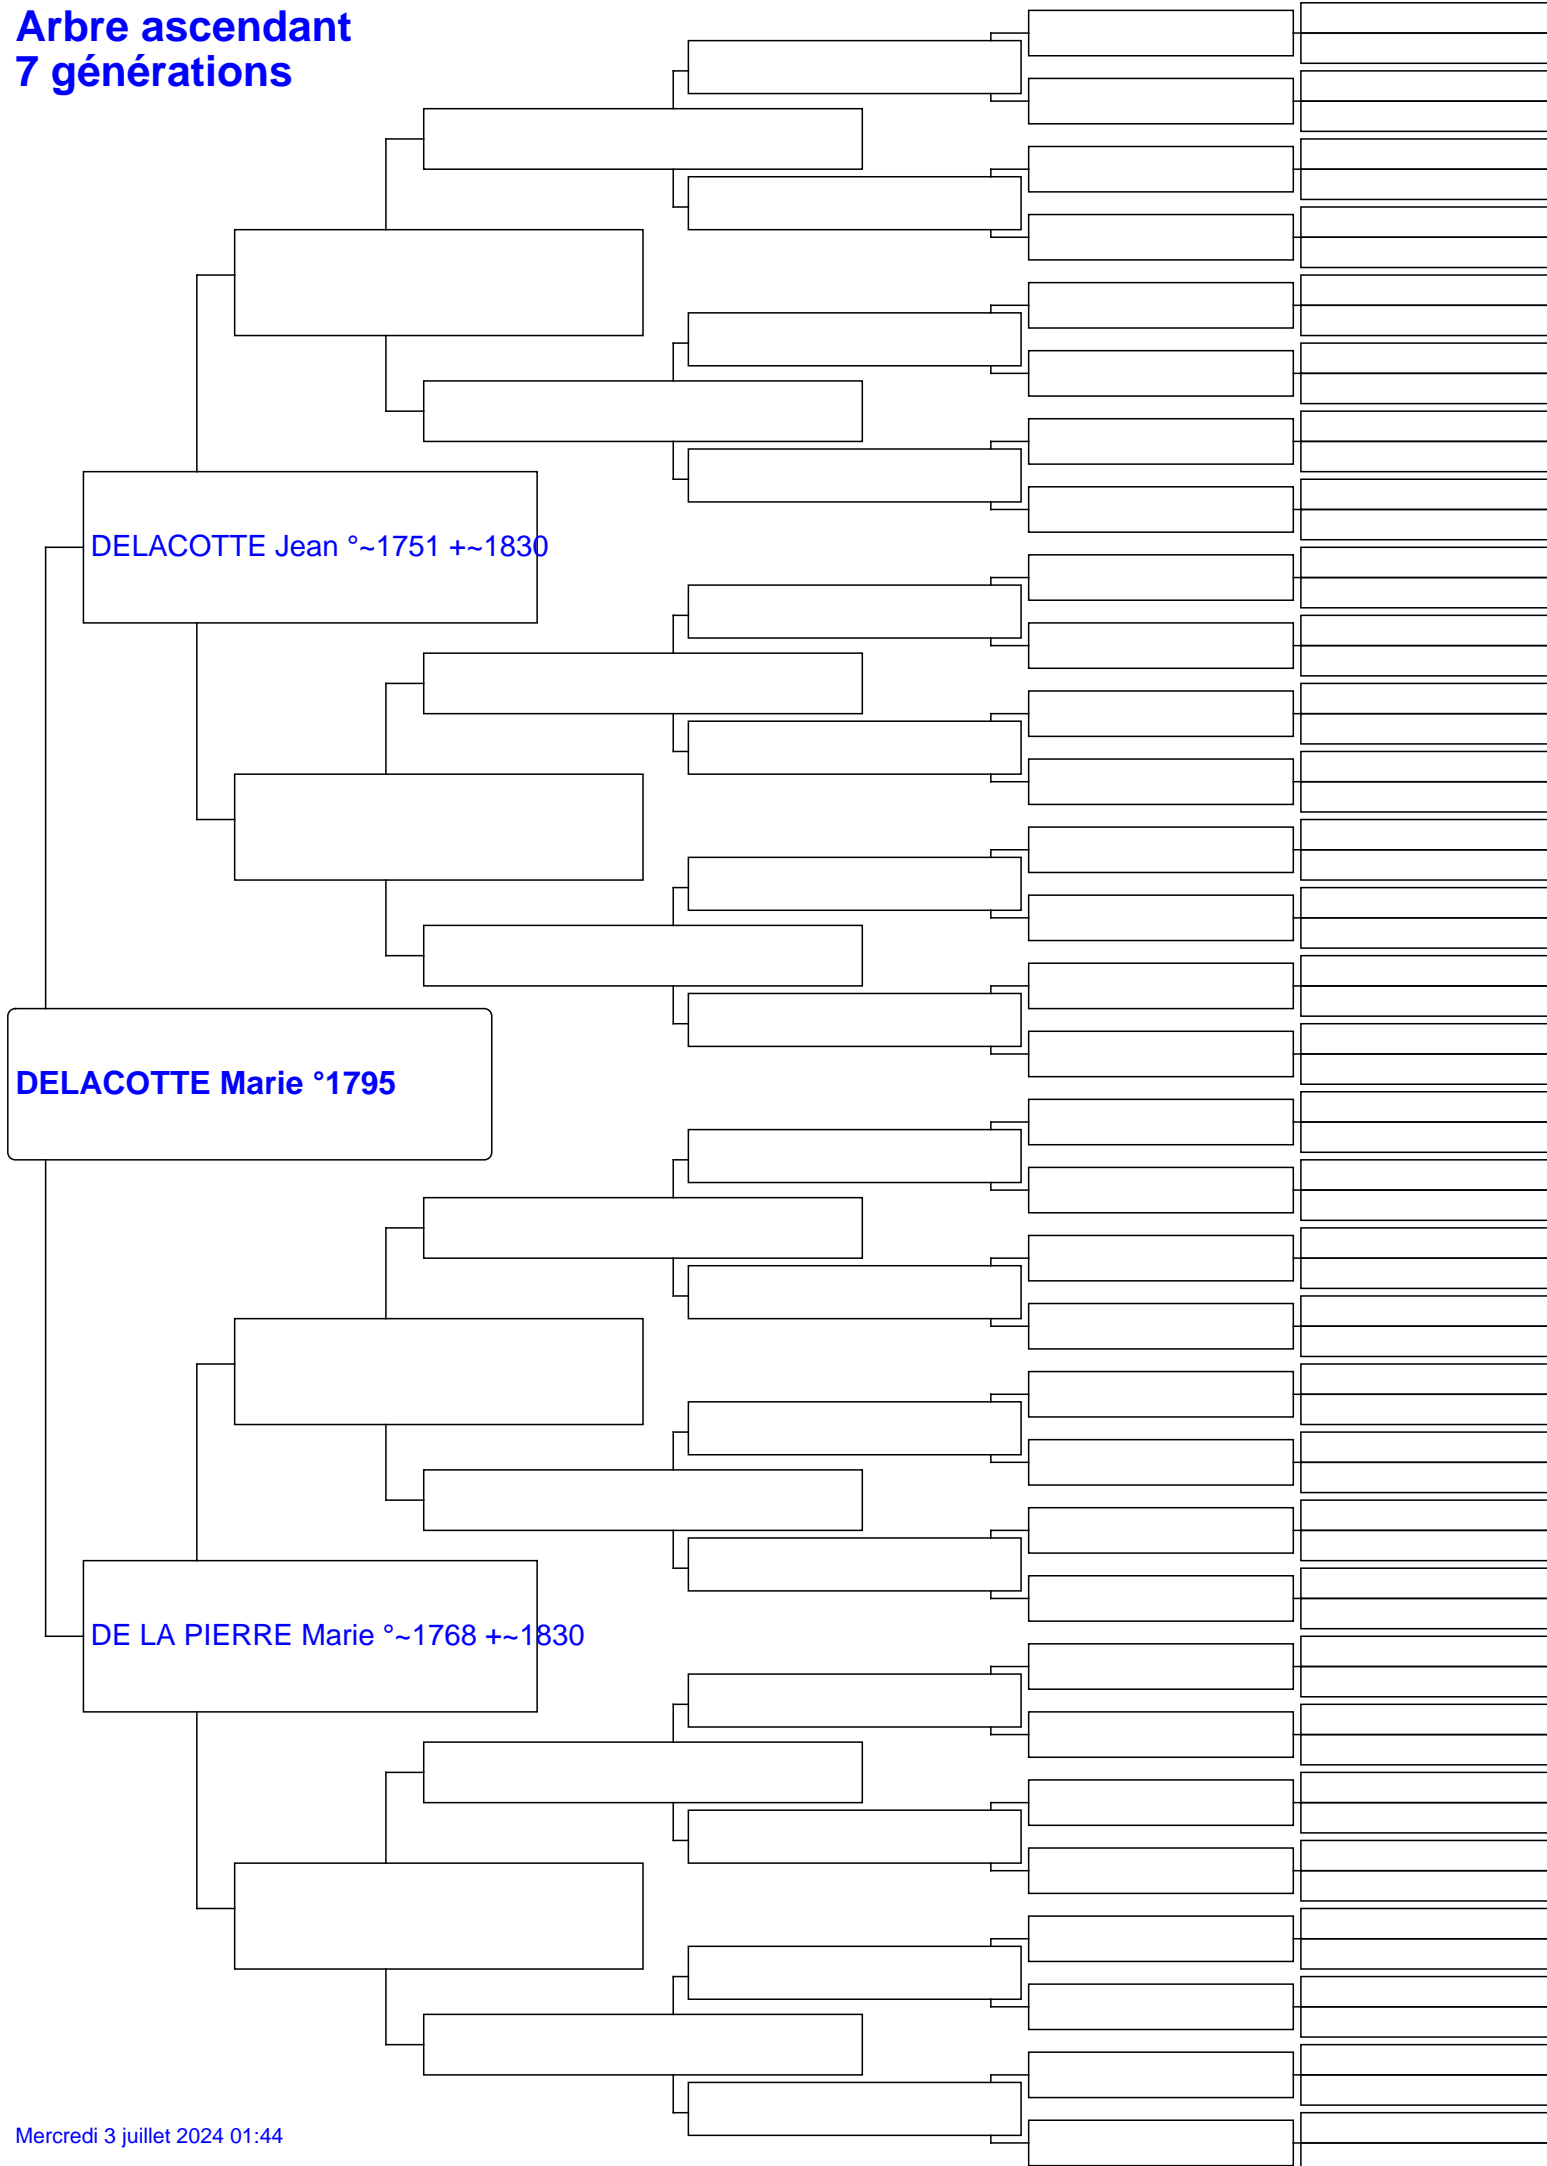 Arbre ascendant
7 générations
DELACOTTE Jean °~1751 +~1830
DELACOTTE Marie °1795
DE LA PIERRE Marie °~1768 +~1830
Mercredi 3 juillet 2024 01:44